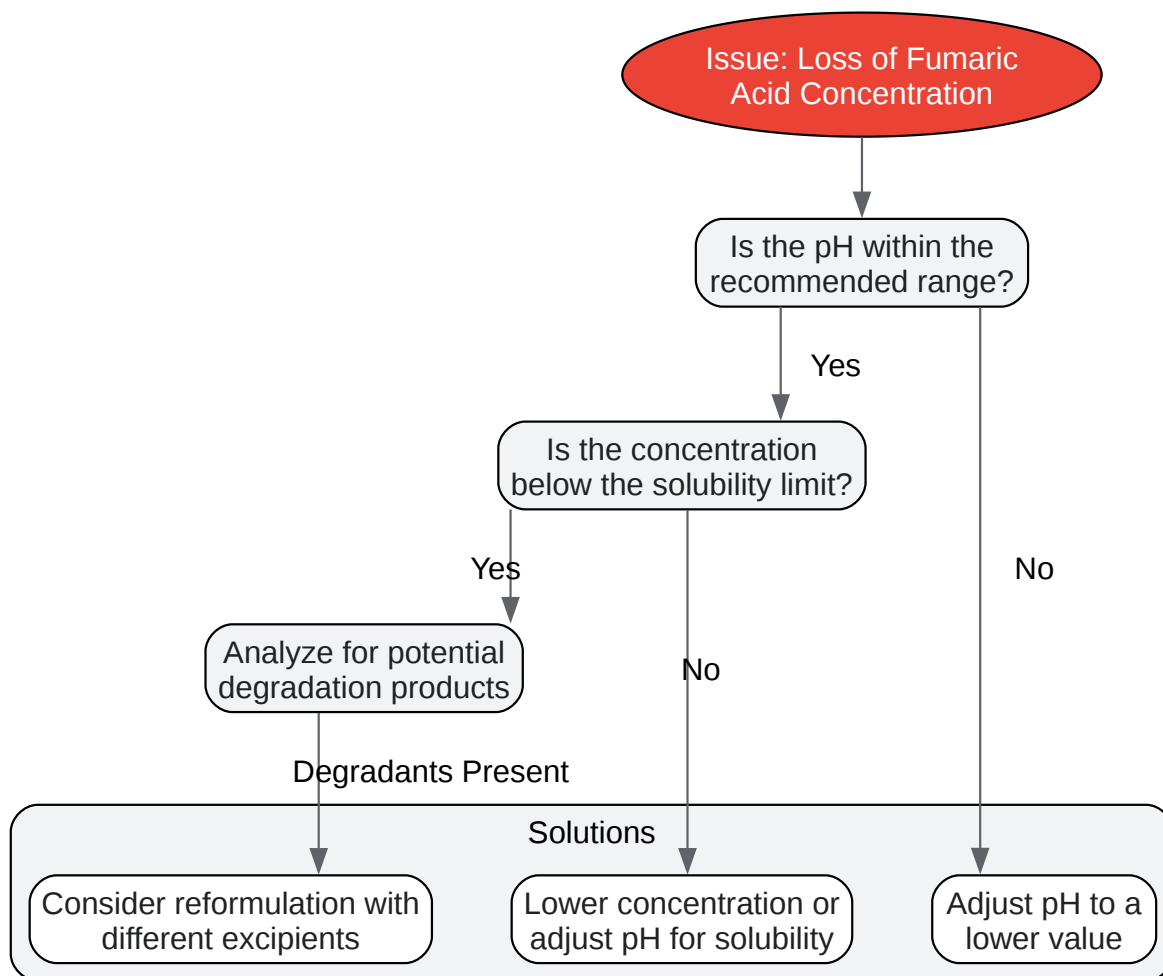 Issue: Loss of Fumaric
Acid Concentration
Is the pH within the
recommended range?
Yes
Is the concentration
below the solubility limit?
Yes
No
Analyze for potential
degradation products
No
Degradants Present
Solutions
Consider reformulation with
different excipients
Lower concentration or
adjust pH for solubility
Adjust pH to a
lower value